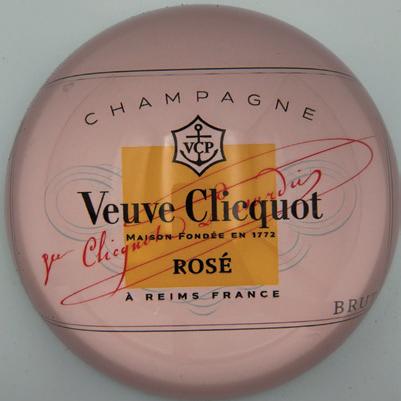 CHAMPAGNE
VCP
Veuve Clicquot
MAISON FONDÉE EN 1772
ROSÉ
À REIMS FRANCE
BRUT